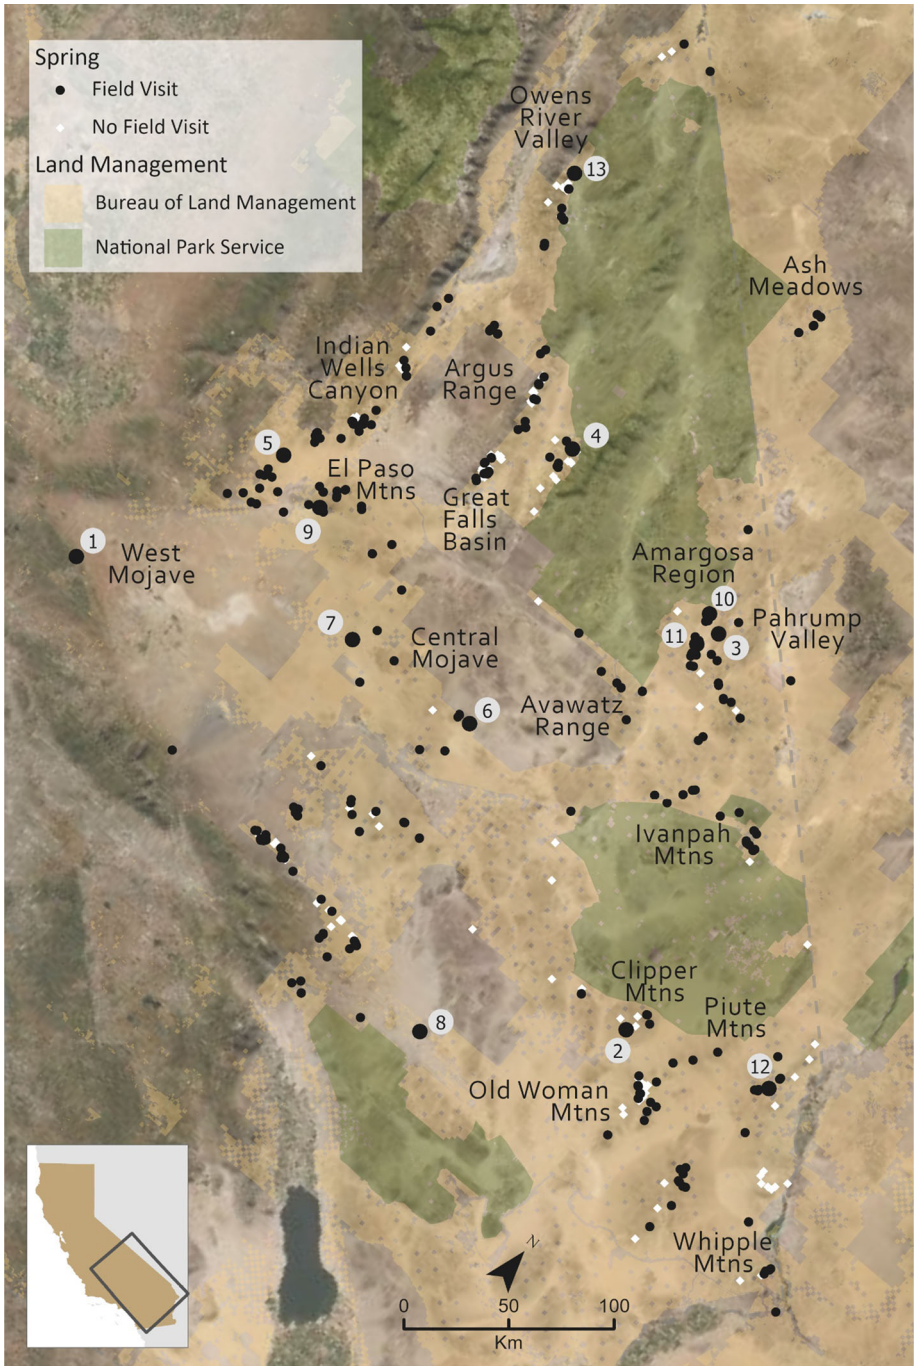 Spring
Field Visit
No Field Visit
Land Management
Bureau of Land Management
National Park Service
Owens
River
Valley
13
Ash
Meadows
Indian
Wells
Canyon
Argus
Range
5
4
El Paso
Mtns
Great
Falls
Basin
9
1
West
Mojave
Amargosa
Region
10
7
11
Pahrump
Valley
3
Central
Mojave
6
Avawatz
Range
Ivanpah
Mtns
Clipper
Mtns
Piute
Mtns
8
2
12
Old Woman
Mtns
Whipple
Mtns
N
0
50
100
Km